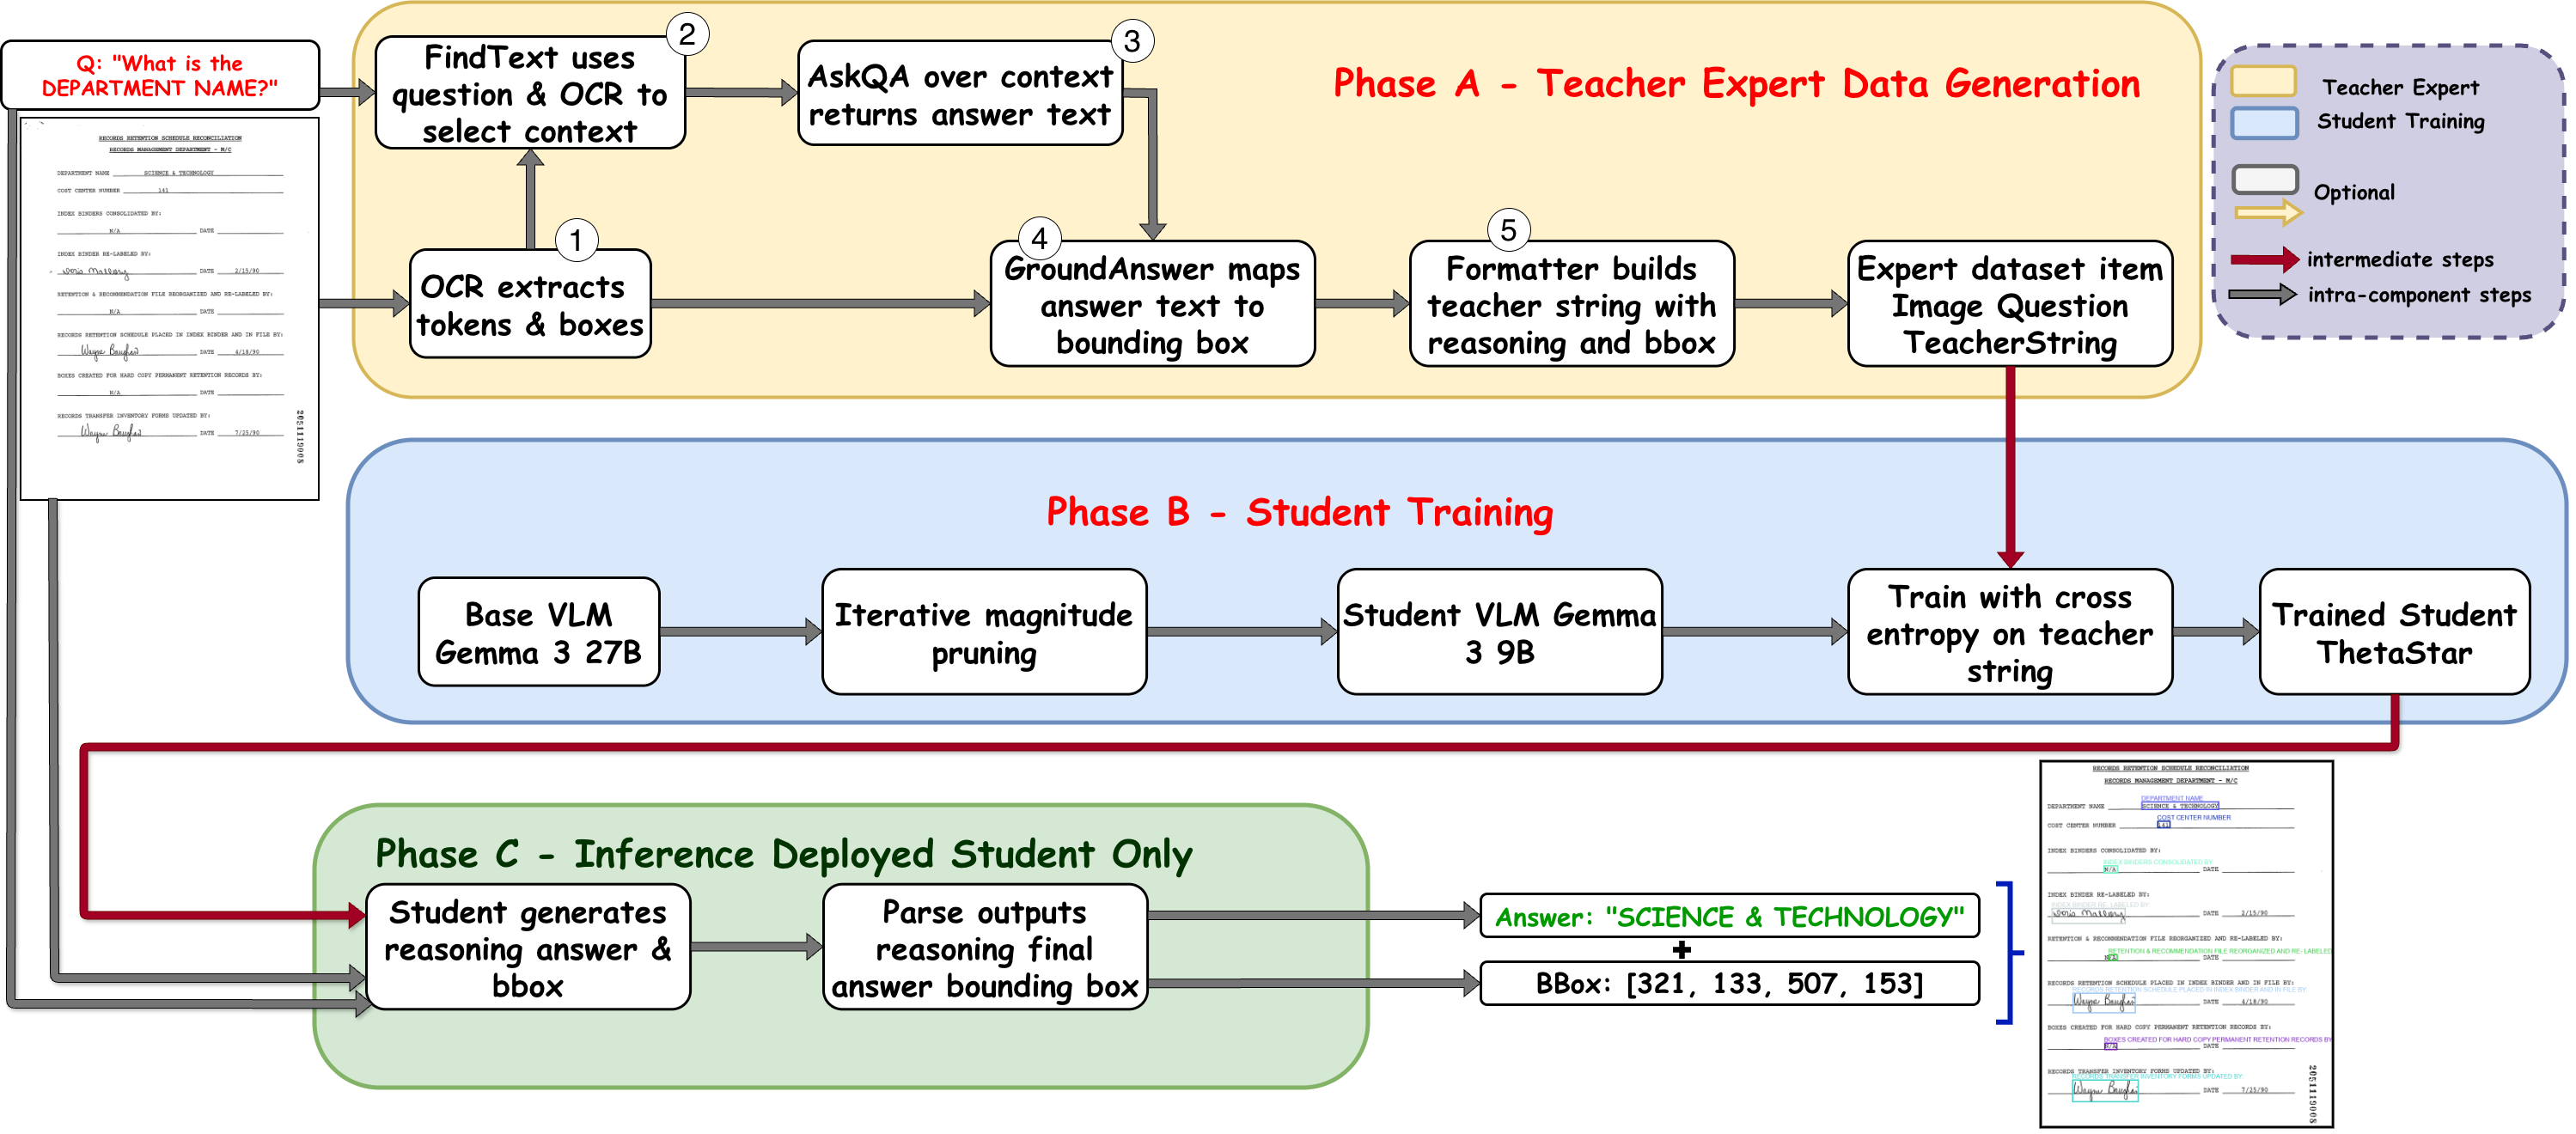 Q: "What is the
DEPARTMENT NAME?"
RECORDS RETENTION SCHEDULE RECONCILIATION
RECORDS MANAGEMENT DEPARTMENT - M/C
DEPARTMENT NAME SCIENCE & TECHNOLOGY
COST CENTER NUMBER 141
INDEX BINDERS CONSOLIDATED BY:
N/A DATE
INDEX BINDER RE-LABELED BY:
Doris Mallory DATE 2/15/90
RETENTION & RECOMMENDATION FILE REORGANIZED AND RE-LABELED BY:
N/A DATE
RECORDS RETENTION SCHEDULE PLACED IN INDEX BINDER AND IN FILE BY:
Wayne Baughan DATE 4/18/90
BOXES CREATED FOR HARD COPY PERMANENT RETENTION RECORDS BY:
N/A DATE
RECORDS TRANSFER INVENTORY FORMS UPDATED BY:
Wayne Baughan DATE 7/25/90
2051119008
Phase A - Teacher Expert Data Generation
1
OCR extracts
tokens & boxes
2
FindText uses
question & OCR to
select context
3
AskQA over context
returns answer text
4
GroundAnswer maps
answer text to
bounding box
5
Formatter builds
teacher string with
reasoning and bbox
Expert dataset item
Image Question
TeacherString
Teacher Expert
Student Training
Optional
intermediate steps
intra-component steps
Phase B - Student Training
Base VLM
Gemma 3 27B
Iterative magnitude
pruning
Student VLM Gemma
3 9B
Train with cross
entropy on teacher
string
Trained Student
ThetaStar
Phase C - Inference Deployed Student Only
Student generates
reasoning answer &
bbox
Parse outputs
reasoning final
answer bounding box
Answer: "SCIENCE & TECHNOLOGY"
+
BBox: [321, 133, 507, 153]
RECORDS RETENTION SCHEDULE RECONCILIATION
RECORDS MANAGEMENT DEPARTMENT - M/C
DEPARTMENT NAME
DEPARTMENT NAME SCIENCE & TECHNOLOGY
COST CENTER NUMBER
COST CENTER NUMBER 141
INDEX BINDERS CONSOLIDATED BY:
INDEX BINDERS CONSOLIDATED BY
N/A DATE
INDEX BINDER RE-LABELED BY:
INDEX BINDER RE- LABELED BY
Doris Mallory DATE 2/15/90
RETENTION & RECOMMENDATION FILE REORGANIZED AND RE-LABELED BY:
RETENTION & RECOMMENDATION FILE REORGANIZED AND RE- LABELED
N/A DATE
RECORDS RETENTION SCHEDULE PLACED IN INDEX BINDER AND IN FILE BY:
RECORDS RETENTION SCHEDULE PLACED IN INDEX BINDER AND IN FILE BY
Wayne Baughan DATE 4/18/90
BOXES CREATED FOR HARD COPY PERMANENT RETENTION RECORDS BY:
BOXES CREATED FOR HARD COPY PERMANENT RETENTION RECORDS BY
N/A DATE
RECORDS TRANSFER INVENTORY FORMS UPDATED BY:
RECORDS TRANSFER INVENTORY FORMS UPDATED BY
Wayne Baughan DATE 7/25/90
2051119008